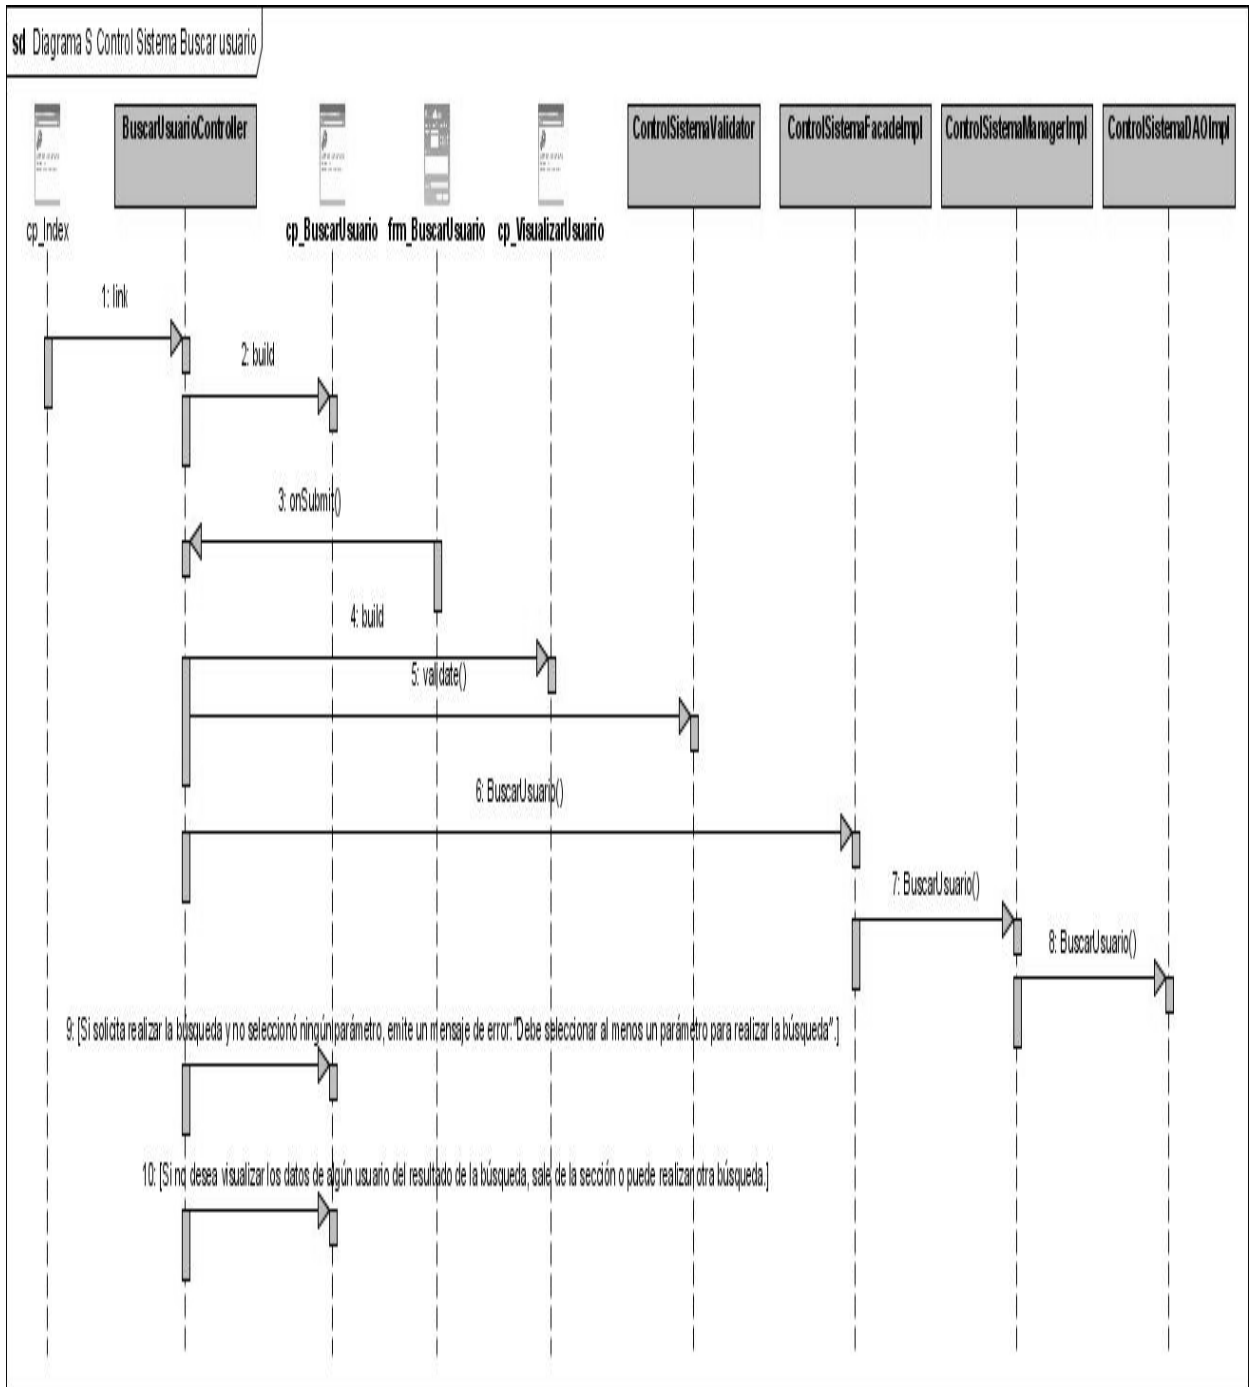 sd Diagrama S Control Sistema Buscar usuario
cp_Index
BuscarUsuarioController
cp_BuscarUsuario
frm_BuscarUsuario
cp_VisualizarUsuario
ControlSistemaValidator
ControlSistemaFacadeImpl
ControlSistemaManagerImpl
ControlSistemaDAOImpl
1: link
2: build
3: onSubmit()
4: build
5: validate()
6: BuscarUsuario()
7: BuscarUsuario()
8: BuscarUsuario()
9: [Si solicita realizar la búsqueda y no seleccionó ningún parámetro, emite un mensaje de error:"Debe seleccionar al menos un parámetro para realizar la búsqueda".]
10: [Si no desea visualizar los datos de algún usuario del resultado de la búsqueda, sale de la sección o puede realizar otra búsqueda.]